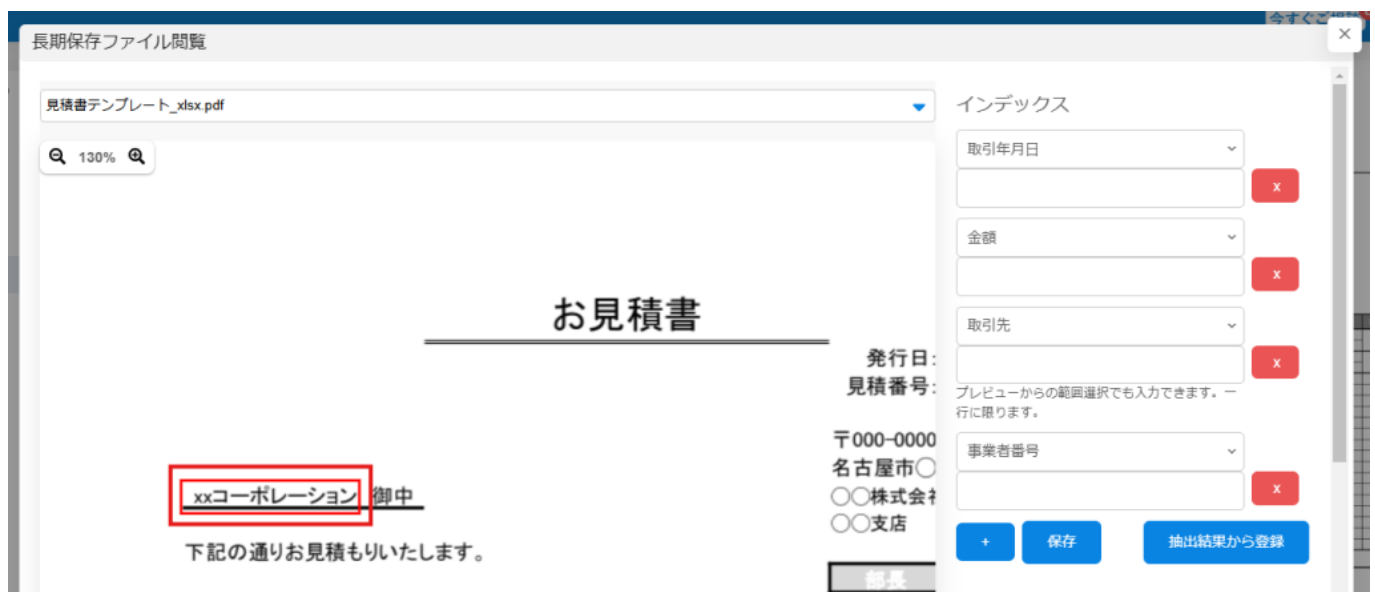 長期保存ファイル閲覧
×
見積書テンプレート_xlsx.pdf
130%
お見積書
発行日:
見積番号:
〒000-0000
名古屋市〇
〇〇株式会社
〇〇支店
xxコーポレーション 御中
下記の通りお見積もりいたします。
部長
インデックス
取引年月日
x
金額
x
取引先
x
プレビューからの範囲選択でも入力できます。一
行に限ります。
事業者番号
x
+ 保存 抽出結果から登録